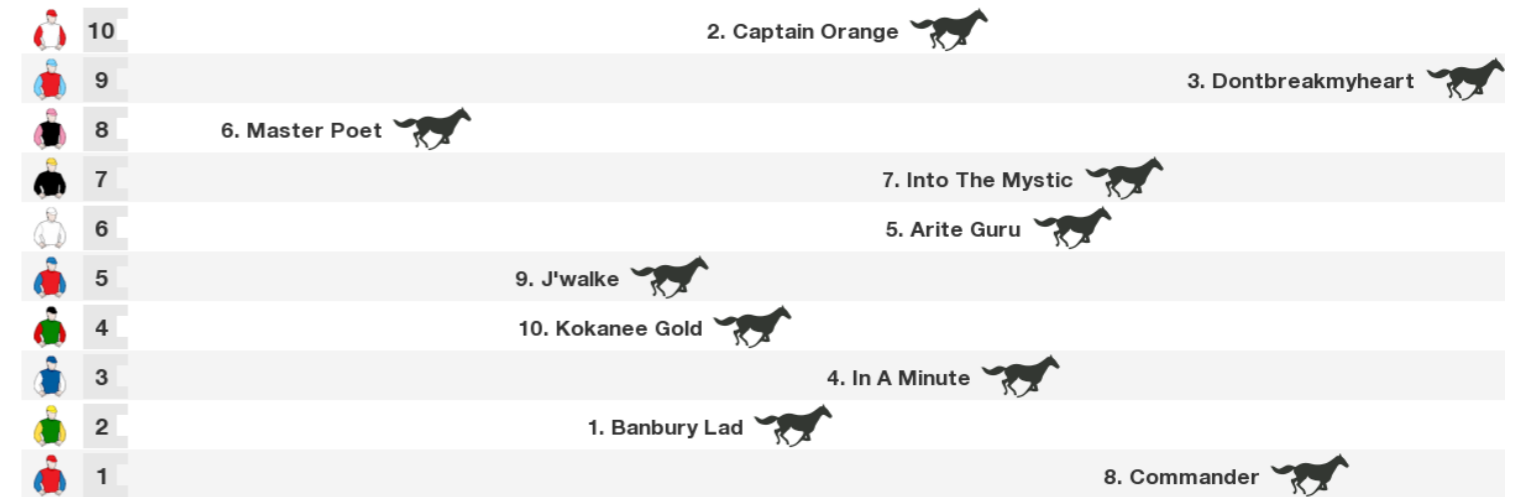 10 2. Captain Orange
9 3. Dontbreakmyheart
8 6. Master Poet
7 7. Into The Mystic
6 5. Arite Guru
5 9. J'walke
4 10. Kokanee Gold
3 4. In A Minute
2 1. Banbury Lad
1 8. Commander